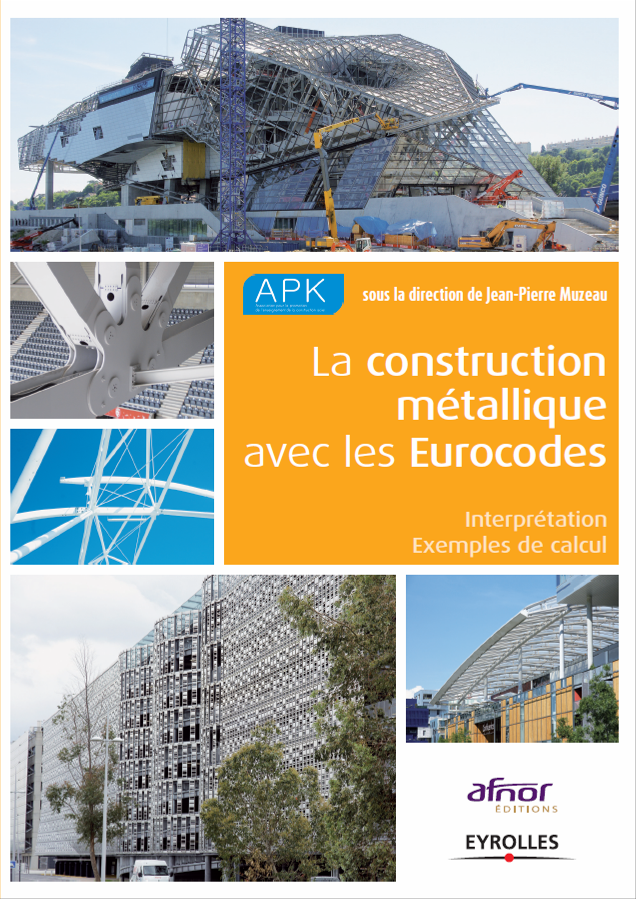 APK
Association pour la promotion
de l'enseignement de la construction acier
sous la direction de Jean-Pierre Muzeau
La construction
métallique
avec les Eurocodes
Interprétation
Exemples de calcul
afnor
ÉDITIONS
EYROLLES